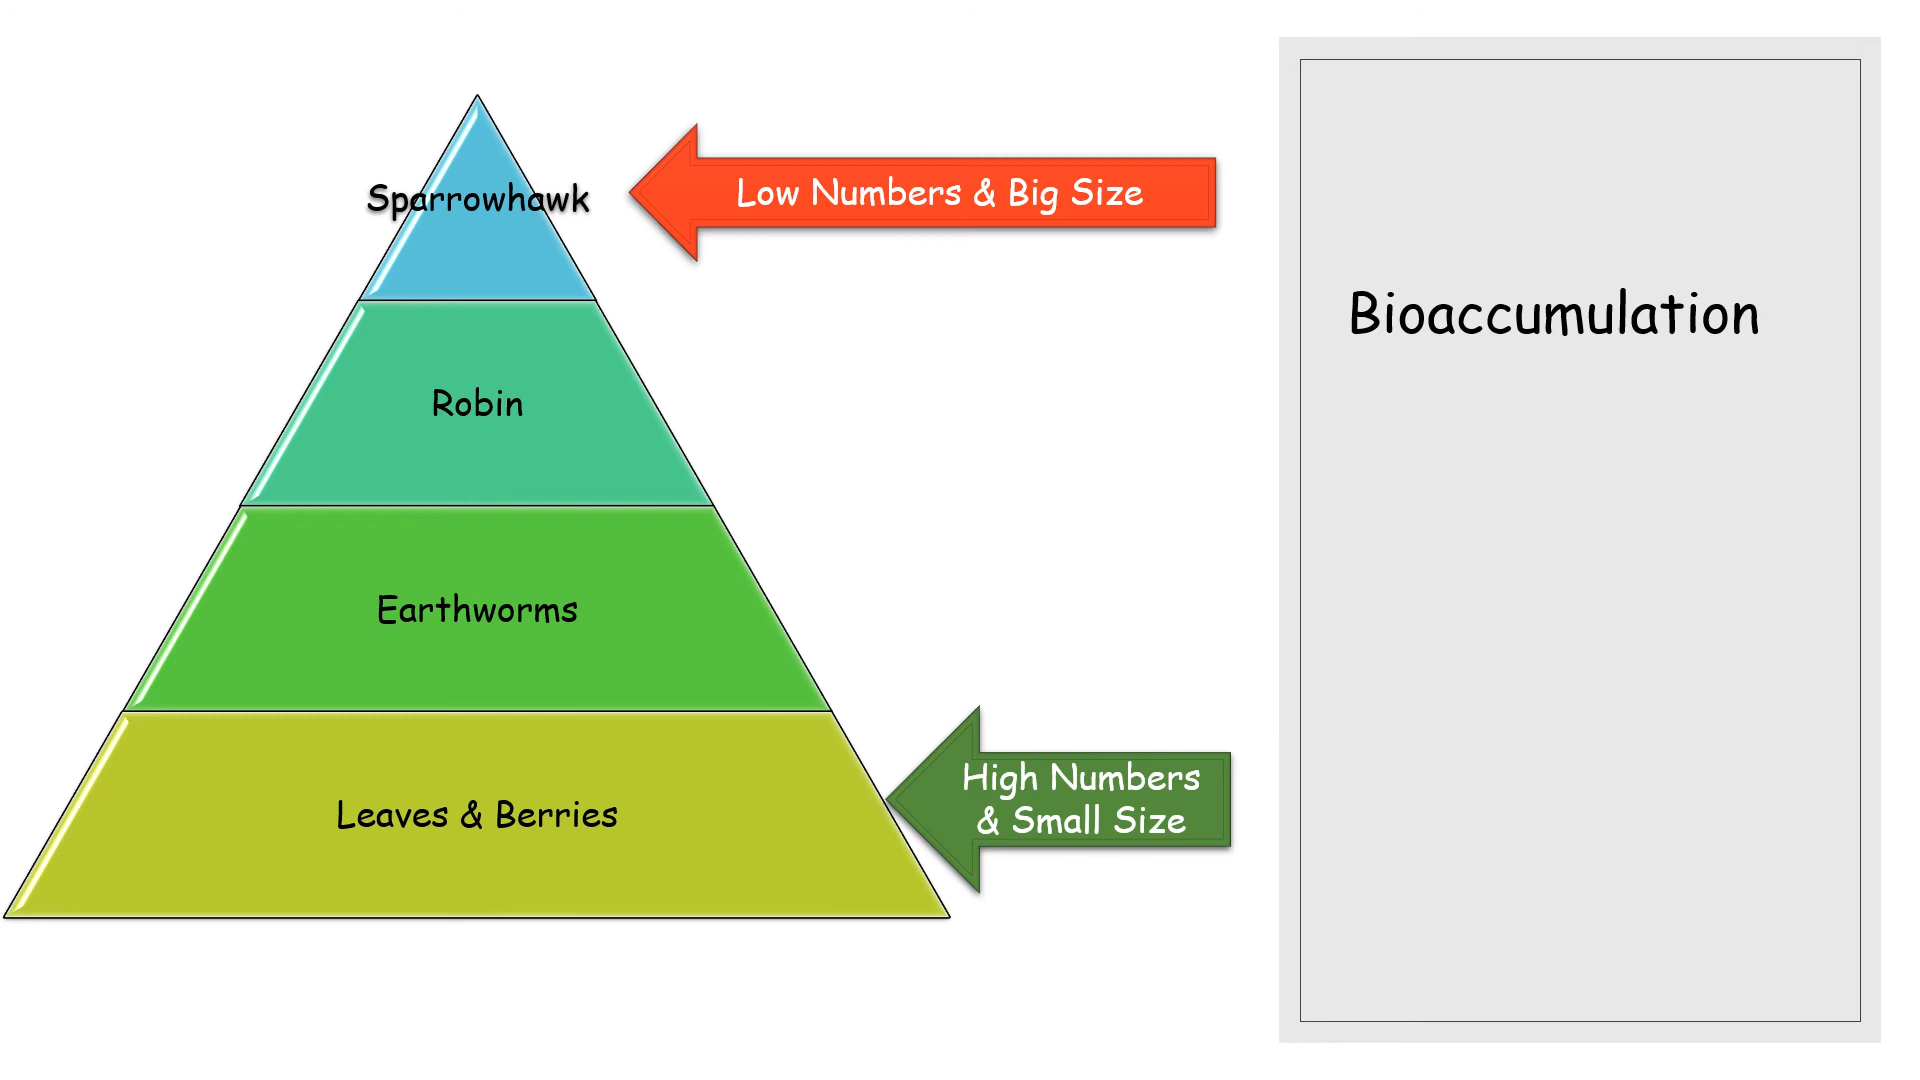 Sparrowhawk
Low Numbers & Big Size
Bioaccumulation
Robin
Earthworms
High Numbers
& Small Size
Leaves & Berries